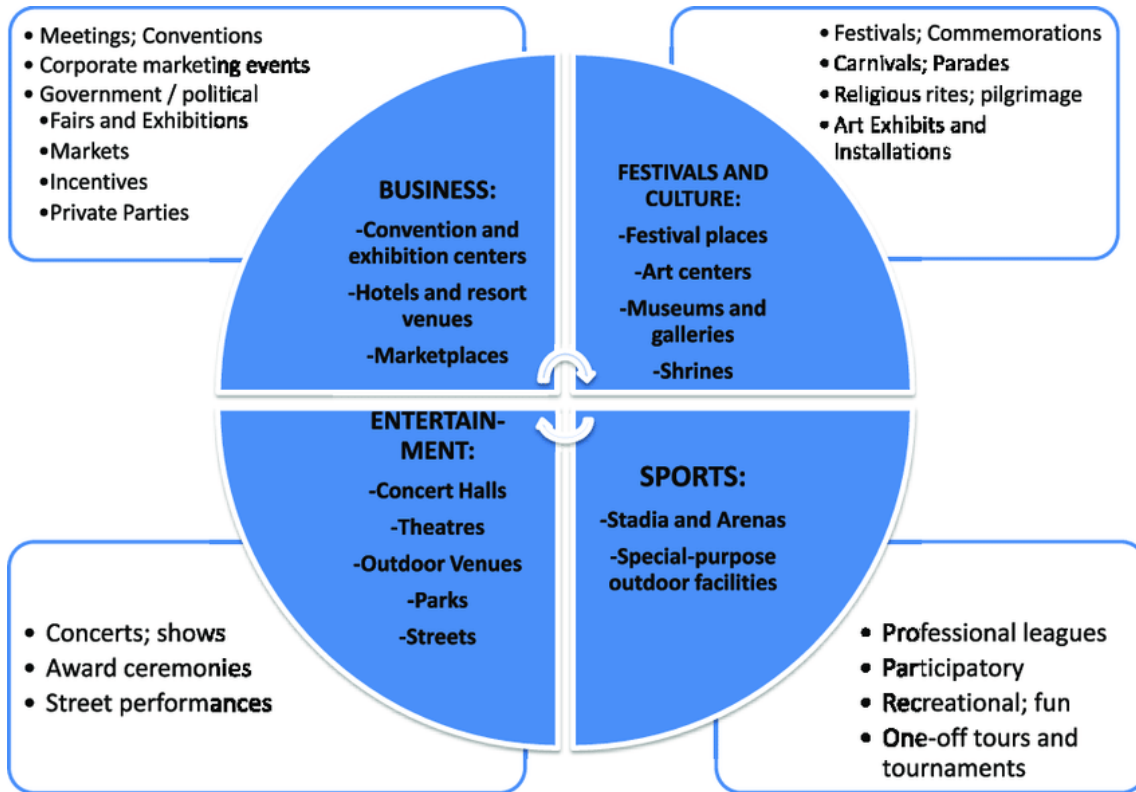 • Meetings; Conventions
• Corporate marketing events
• Government / political
•Fairs and Exhibitions
•Markets
•Incentives
•Private Parties
• Festivals; Commemorations
• Carnivals; Parades
• Religious rites; pilgrimage
• Art Exhibits and
Installations
BUSINESS:
-Convention and
exhibition centers
-Hotels and resort
venues
-Marketplaces
FESTIVALS AND
CULTURE:
-Festival places
-Art centers
-Museums and
galleries
-Shrines
ENTERTAIN-
MENT:
-Concert Halls
-Theatres
-Outdoor Venues
-Parks
-Streets
SPORTS:
-Stadia and Arenas
-Special-purpose
outdoor facilities
• Concerts; shows
• Award ceremonies
• Street performances
• Professional leagues
• Participatory
• Recreational; fun
• One-off tours and
tournaments